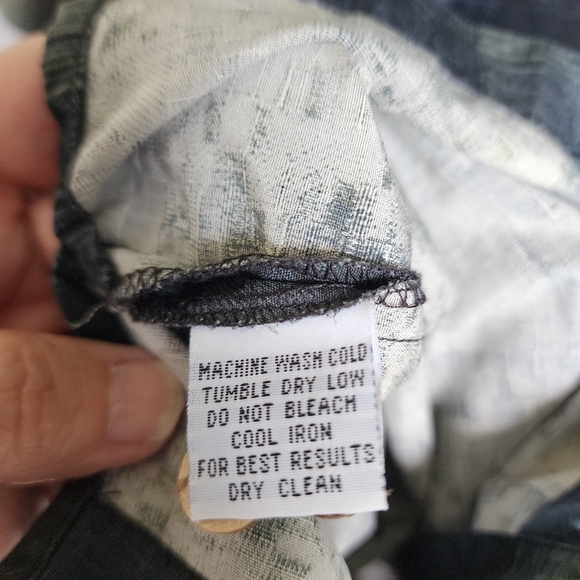 MACHINE WASH COLD
TUMBLE DRY LOW
DO NOT BLEACH
COOL IRON
FOR BEST RESULTS
DRY CLEAN